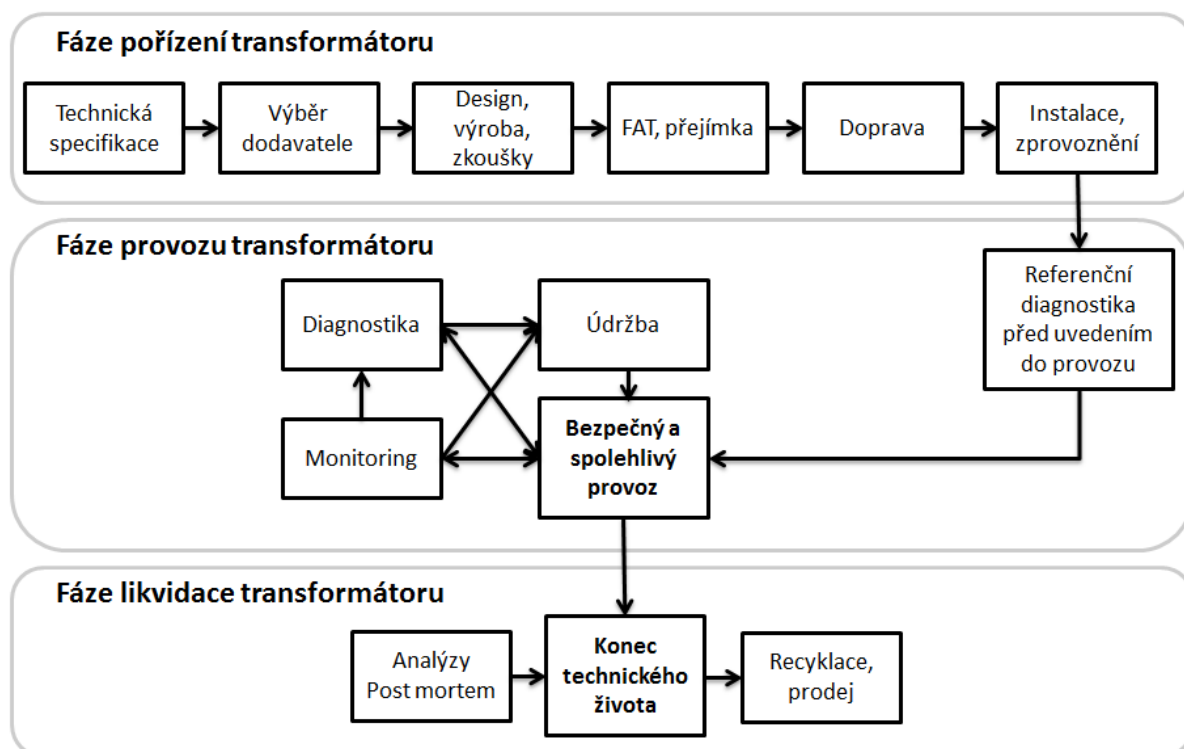 Fáze pořízení transformátoru
Technická
specifikace
Výběr
dodavatele
Design,
výroba,
zkoušky
FAT, přejímka
Doprava
Instalace,
zprovoznění
Fáze provozu transformátoru
Referenční
diagnostika
před uvedením
do provozu
Diagnostika
Údržba
Monitoring
Bezpečný a
spolehlivý
provoz
Fáze likvidace transformátoru
Analýzy
Post mortem
Konec
technického
života
Recyklace,
prodej